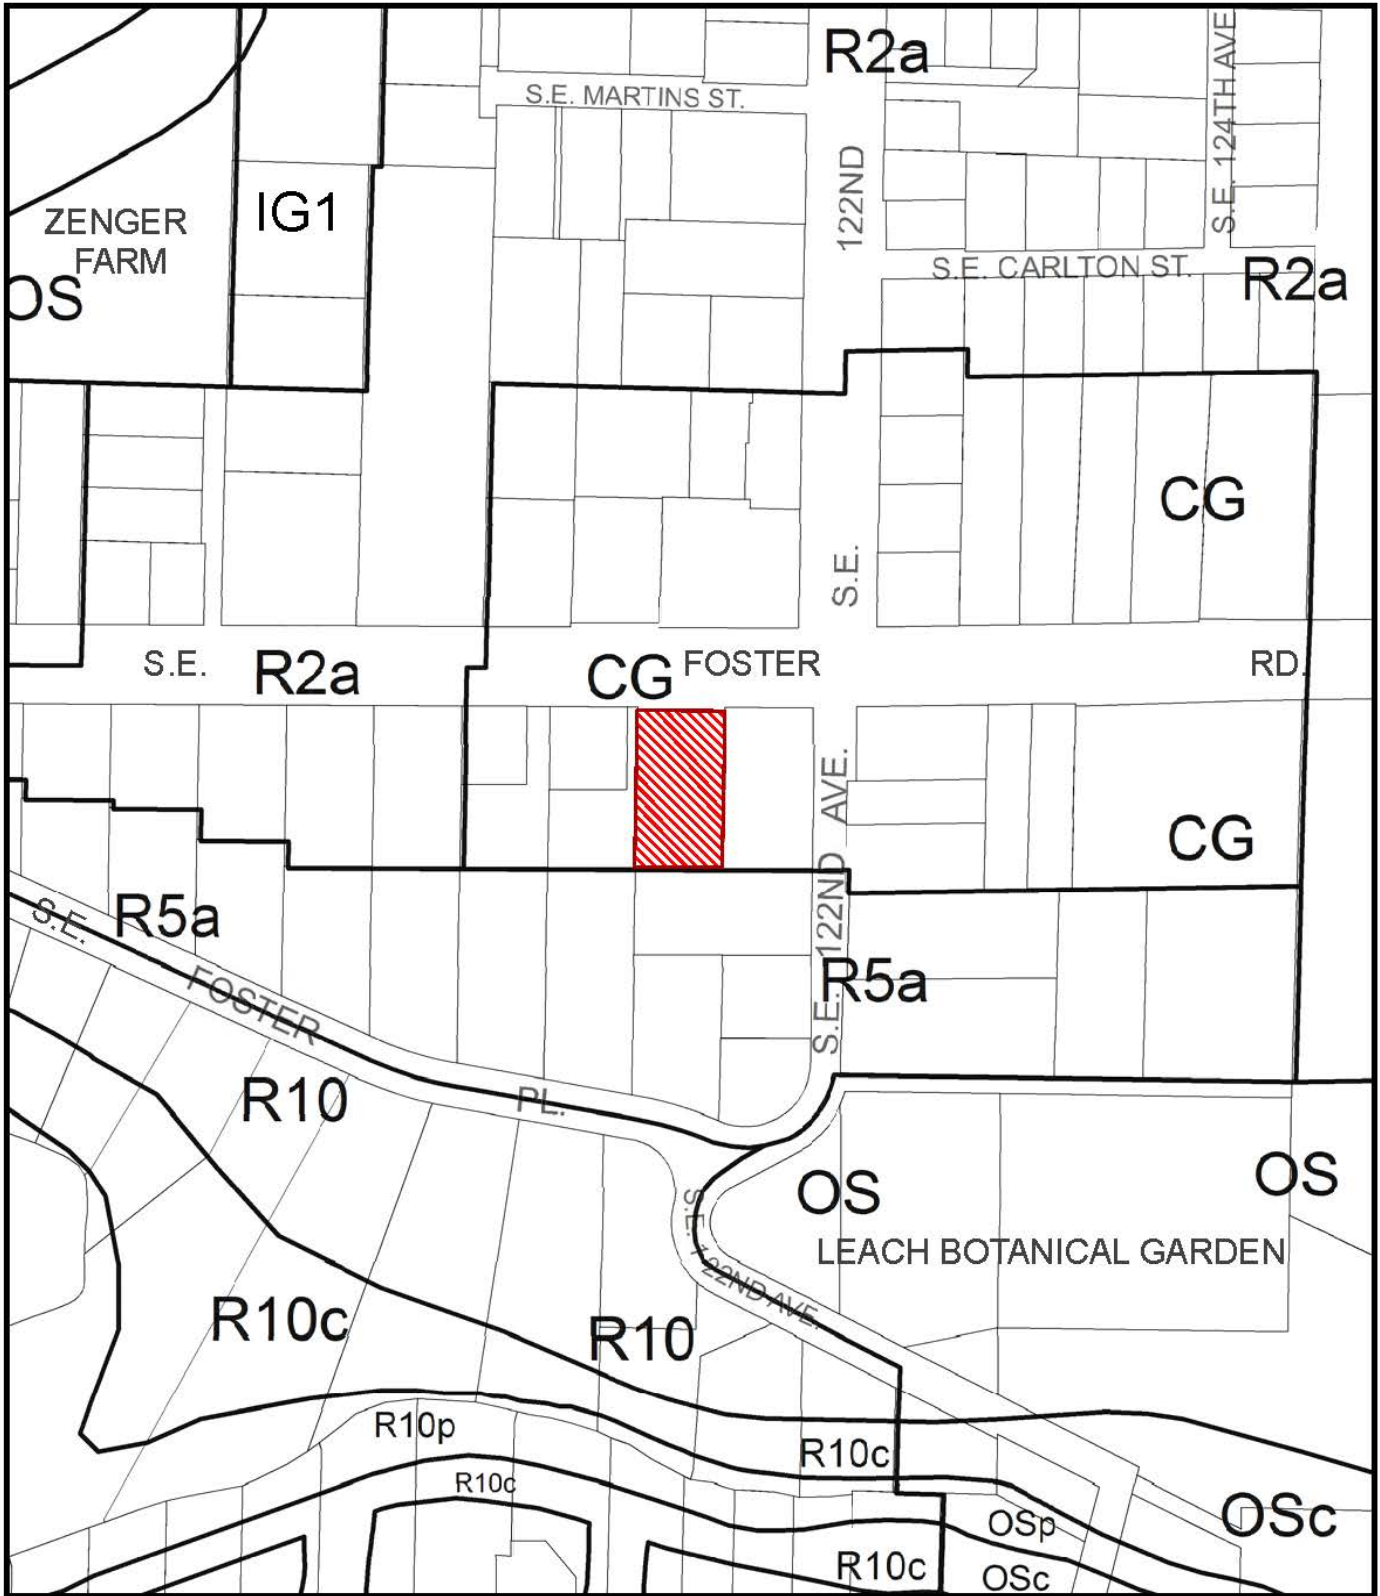 R2a
S.E. MARTINS ST.
S.E. 124TH AVE
122ND
ZENGER
FARM
IG1
S.E. CARLTON ST.
R2a
OS
CG
S.E.
S.E.
R2a
CG
FOSTER
RD.
S.E. 122ND AVE.
CG
S.E.
R5a
R5a
FOSTER
R10
PL.
OS
OS
S.E. 122ND AVE.
LEACH BOTANICAL GARDEN
R10c
R10
R10p
R10c
R10c
OSp
OSc
R10c
OSc